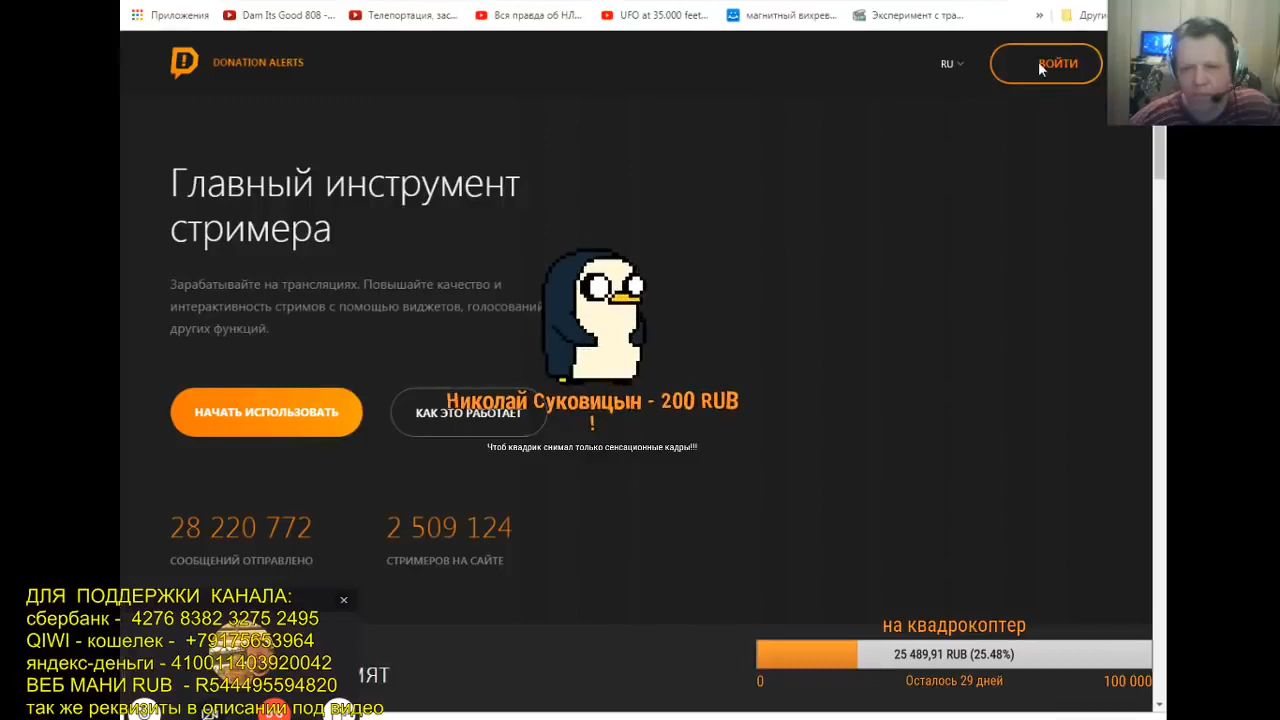 Приложения
Dam Its Good 808 -...
Телепортация, зас...
Вся правда об НЛ...
UFO at 35.000 feet...
магнитный вихрев...
Эксперимент с тра...
»
Други
DONATION ALERTS
RU
ВОЙТИ
Главный инструмент
стримера
Зарабатывайте на трансляциях. Повышайте качество и
интерактивность стримов с помощью виджетов, голосований
других функций.
НАЧАТЬ ИСПОЛЬЗОВАТЬ
КАК ЭТО РАБОТАЕТ
Николай Суковицын - 200 RUB
!
Чтоб квадрик снимал только сенсационные кадры!!!
28 220 772
СООБЩЕНИЙ ОТПРАВЛЕНО
2 509 124
СТРИМЕРОВ НА САЙТЕ
ДЛЯ ПОДДЕРЖКИ КАНАЛА:
сбербанк - 4276 8382 3275 2495
QIWI - кошелек - +79175653964
яндекс-деньги - 410011403920042
ВЕБ МАНИ RUB - R544495594820
так же реквизиты в описании под видео
ИЯТ
на квадрокоптер
25 489,91 RUB (25.48%)
0
Осталось 29 дней
100 000